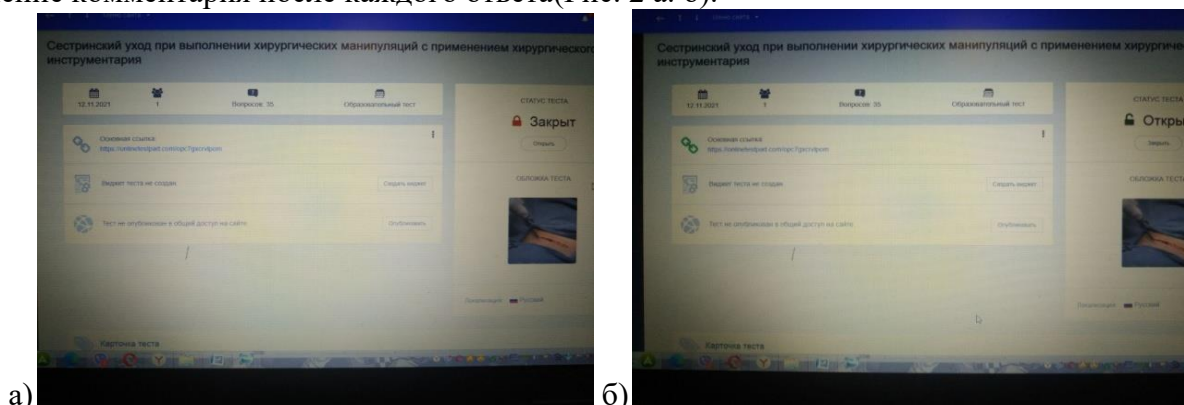 комментария после каждого ответа(Рис. 2 а. б).
Сестринский уход при выполнении хирургических манипуляций с применением хирургического
инструментария
12.11.2021
1
Вопросов: 35
Образовательный тест
СТАТУС ТЕСТА
Закрыт
Открыть
Основная ссылка:
Виджет теста не создан
Создать виджет
ОБЛОЖКА ТЕСТА
Тест не опубликован в общий доступ на сайте
Опубликовать
Локализация
Русский
Карточка теста
а)
Сестринский уход при выполнении хирургических манипуляций с применением
инструментария
12.11.2021
1
Вопросов: 35
Образовательный тест
СТАТУС ТЕСТА
Закрыть
Основная ссылка:
Виджет теста не создан
Создать виджет
ОБЛОЖКА ТЕСТА
Тест не опубликован в общий доступ на сайте
Опубликовать
Локализация
Русский
Карточка теста
б)